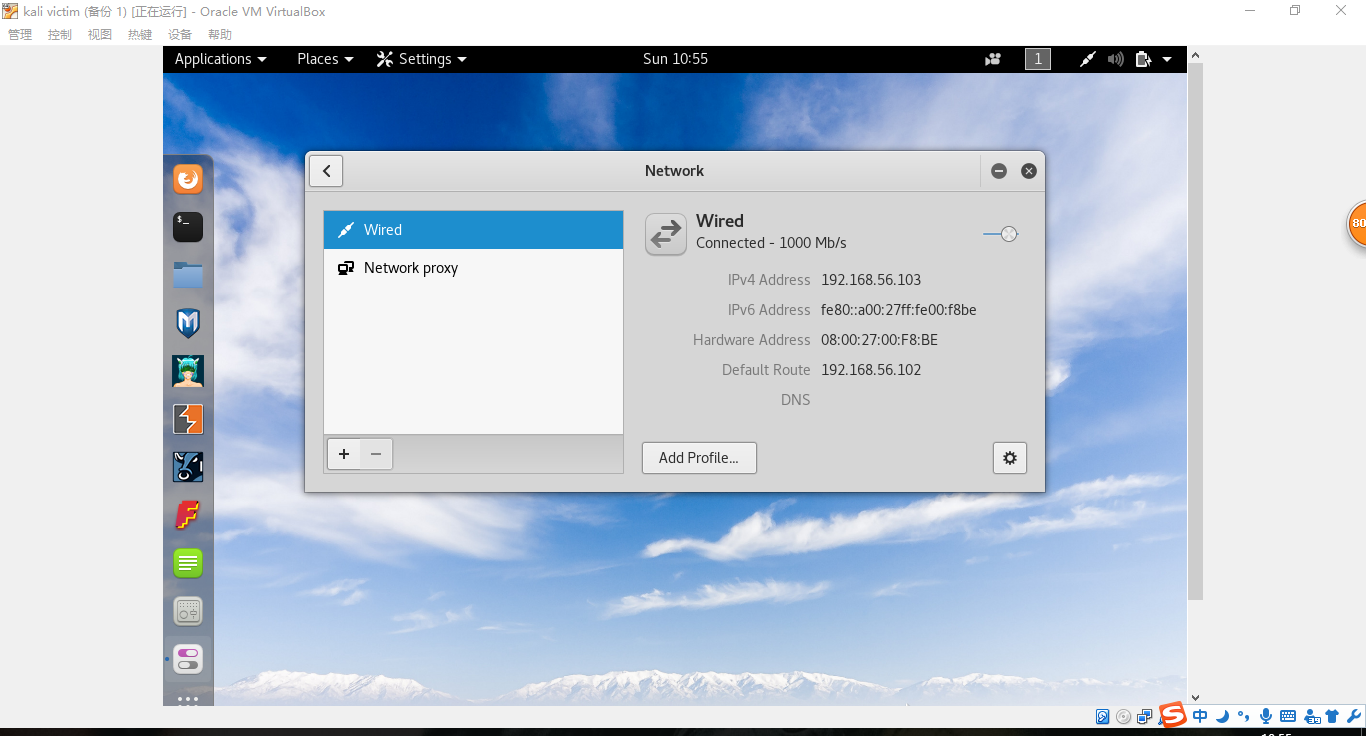 kali victim (备份 1) [正在运行] - Oracle VM VirtualBox
管理 控制 视图 热键 设备 帮助
Applications Places Settings Sun 10:55 1
Network
Wired
Network proxy
Wired
Connected - 1000 Mb/s
IPv4 Address 192.168.56.103
IPv6 Address fe80::a00:27ff:fe00:f8be
Hardware Address 08:00:27:00:F8:BE
Default Route 192.168.56.102
DNS
Add Profile...
80
中